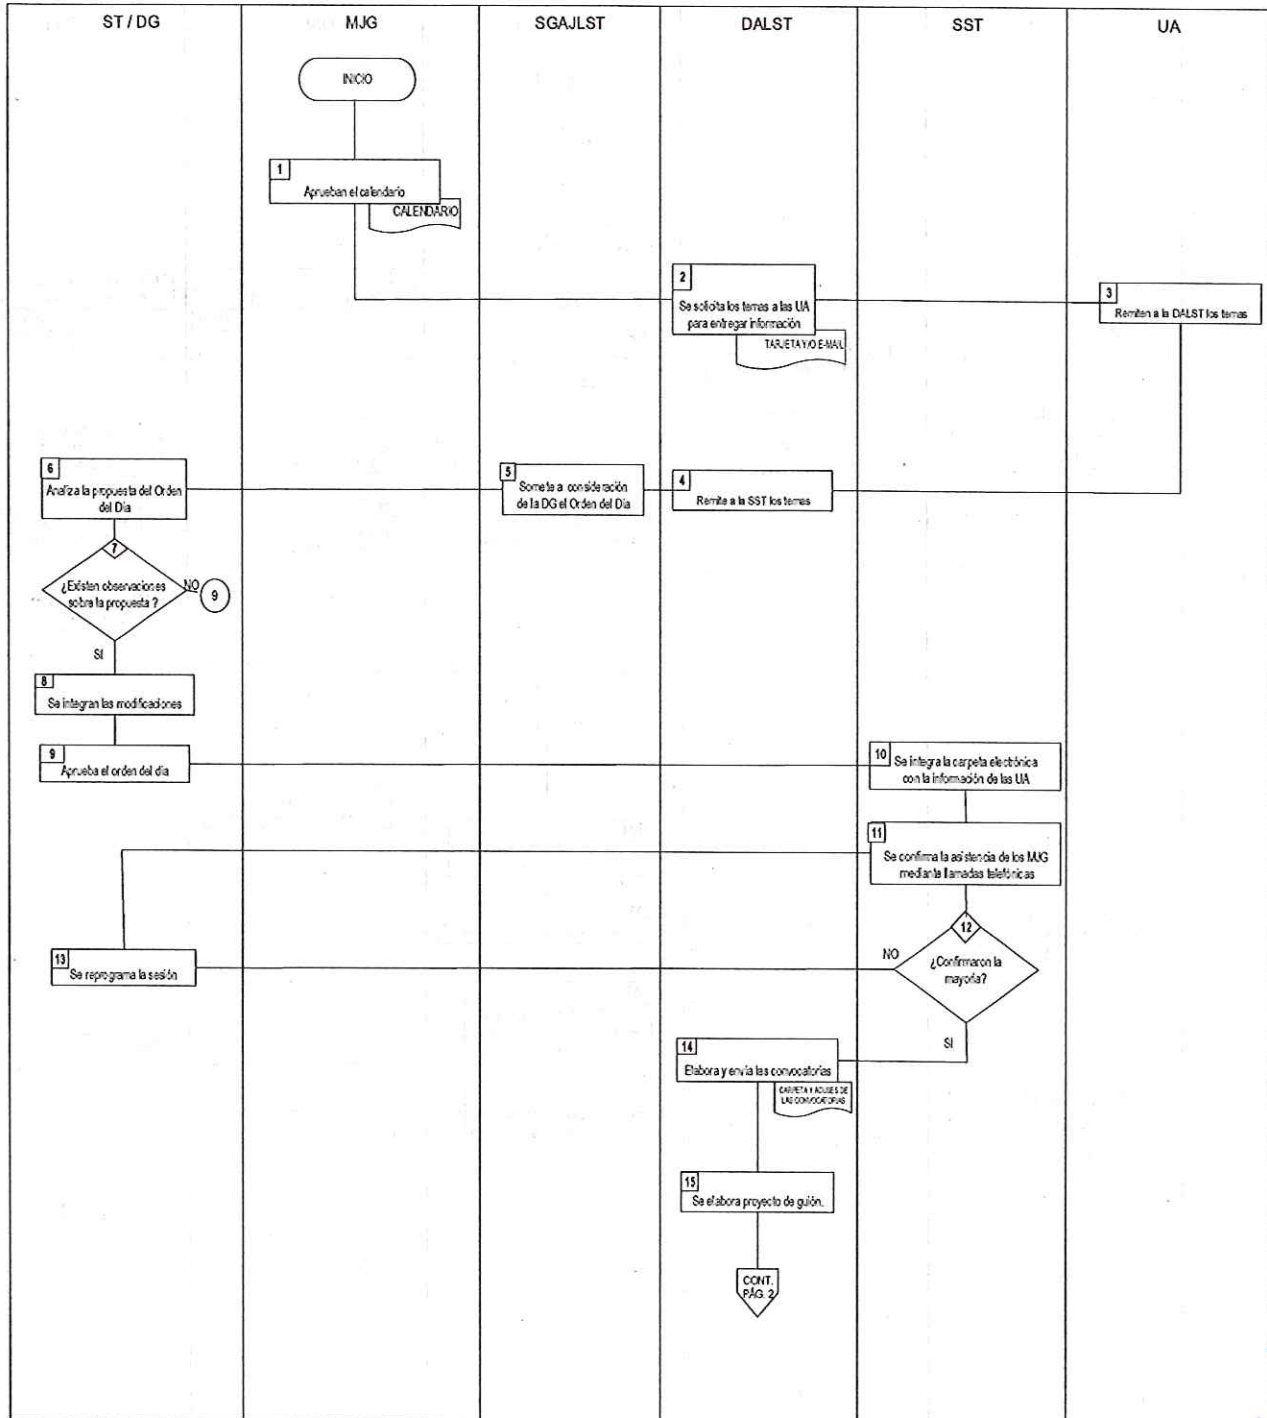 ST / DG
MJG
SGAJLST
DALST
SST
UA
INICIO
1
Aprueban el calendario
CALENDARIO
2
Se solicita los temas a las UA
para entregar información
TARJETA Y/O E-MAIL
3
Remiten a la DALST los temas
6
Analiza la propuesta del Orden
del Día
5
Somete a consideración
de la DG el Orden del Día
4
Remite a la SST los temas
7
¿Existen observaciones
sobre la propuesta ?
NO
9
SI
8
Se integran las modificaciones
9
Aprueba el orden del día
10
Se integra la carpeta electrónica
con la información de las UA
11
Se confirma la asistencia de los MJG
mediante llamadas telefónicas
12
¿Confirmaron la
mayoría?
NO
13
Se reprograma la sesión
SI
14
Elabora y envía las convocatorias
CARPETA Y ACUSES DE
LAS CONVOCATORIAS
15
Se elabora proyecto de guión.
CONT.
PÁG. 2